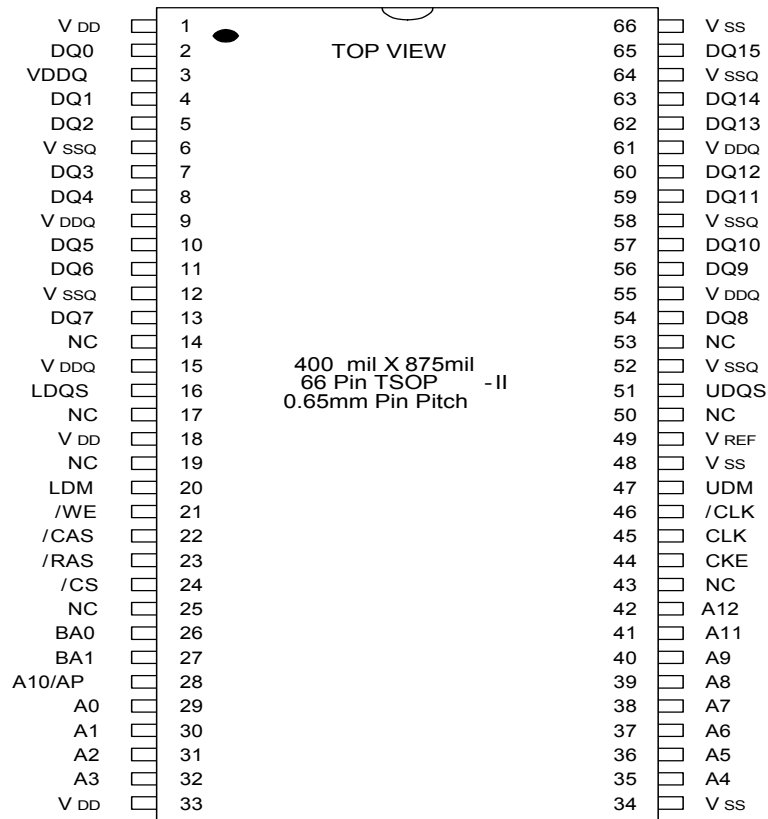 V DD 1 66 V SS
DQ0 2 TOP VIEW 65 DQ15
VDDQ 3 64 V SSQ
DQ1 4 63 DQ14
DQ2 5 62 DQ13
V SSQ 6 61 V DDQ
DQ3 7 60 DQ12
DQ4 8 59 DQ11
V DDQ 9 58 V SSQ
DQ5 10 57 DQ10
DQ6 11 56 DQ9
V SSQ 12 55 V DDQ
DQ7 13 54 DQ8
NC 14 53 NC
V DDQ 15 400 mil X 875mil 52 V SSQ
LDQS 16 66 Pin TSOP -II 51 UDQS
NC 17 0.65mm Pin Pitch 50 NC
V DD 18 49 V REF
NC 19 48 V SS
LDM 20 47 UDM
/WE 21 46 /CLK
/CAS 22 45 CLK
/RAS 23 44 CKE
/CS 24 43 NC
NC 25 42 A12
BA0 26 41 A11
BA1 27 40 A9
A10/AP 28 39 A8
A0 29 38 A7
A1 30 37 A6
A2 31 36 A5
A3 32 35 A4
V DD 33 34 V SS